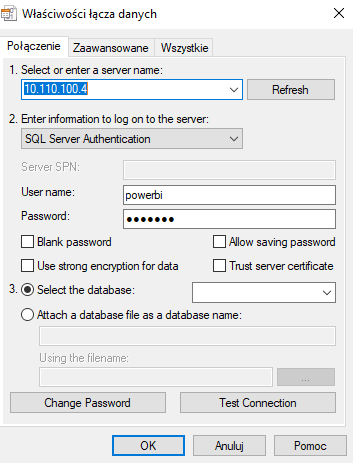 Właściwości łącza danych
Połączenie Zaawansowane Wszystkie
1. Select or enter a server name:
10.110.100.4 Refresh
2. Enter information to log on to the server:
SQL Server Authentication
Server SPN:
User name: powerbi
Password: •••••••
Blank password Allow saving password
Use strong encryption for data Trust server certificate
3. Select the database:
Attach a database file as a database name:
Using the filename:
...
Change Password Test Connection
OK Anuluj Pomoc